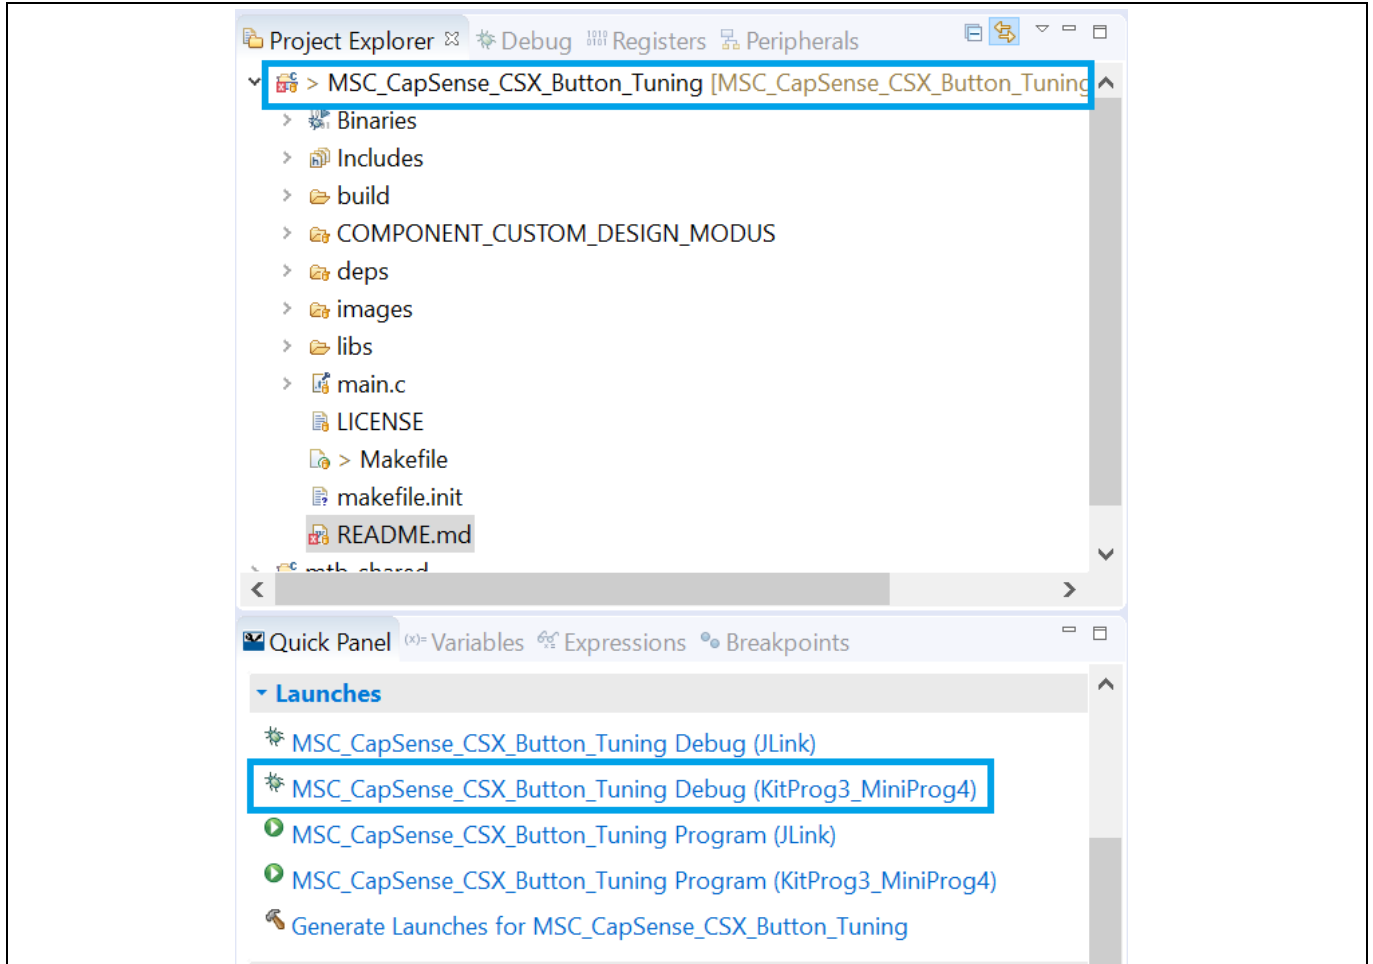 Project Explorer Debug Registers Peripherals
> MSC_CapSense_CSX_Button_Tuning [MSC_CapSense_CSX_Button_Tuning
Binaries
Includes
build
COMPONENT_CUSTOM_DESIGN_MODUS
deps
images
libs
main.c
LICENSE
> Makefile
makefile.init
README.md
mtb_shared
Quick Panel (x)= Variables Expressions Breakpoints
Launches
MSC_CapSense_CSX_Button_Tuning Debug (JLink)
MSC_CapSense_CSX_Button_Tuning Debug (KitProg3_MiniProg4)
MSC_CapSense_CSX_Button_Tuning Program (JLink)
MSC_CapSense_CSX_Button_Tuning Program (KitProg3_MiniProg4)
Generate Launches for MSC_CapSense_CSX_Button_Tuning